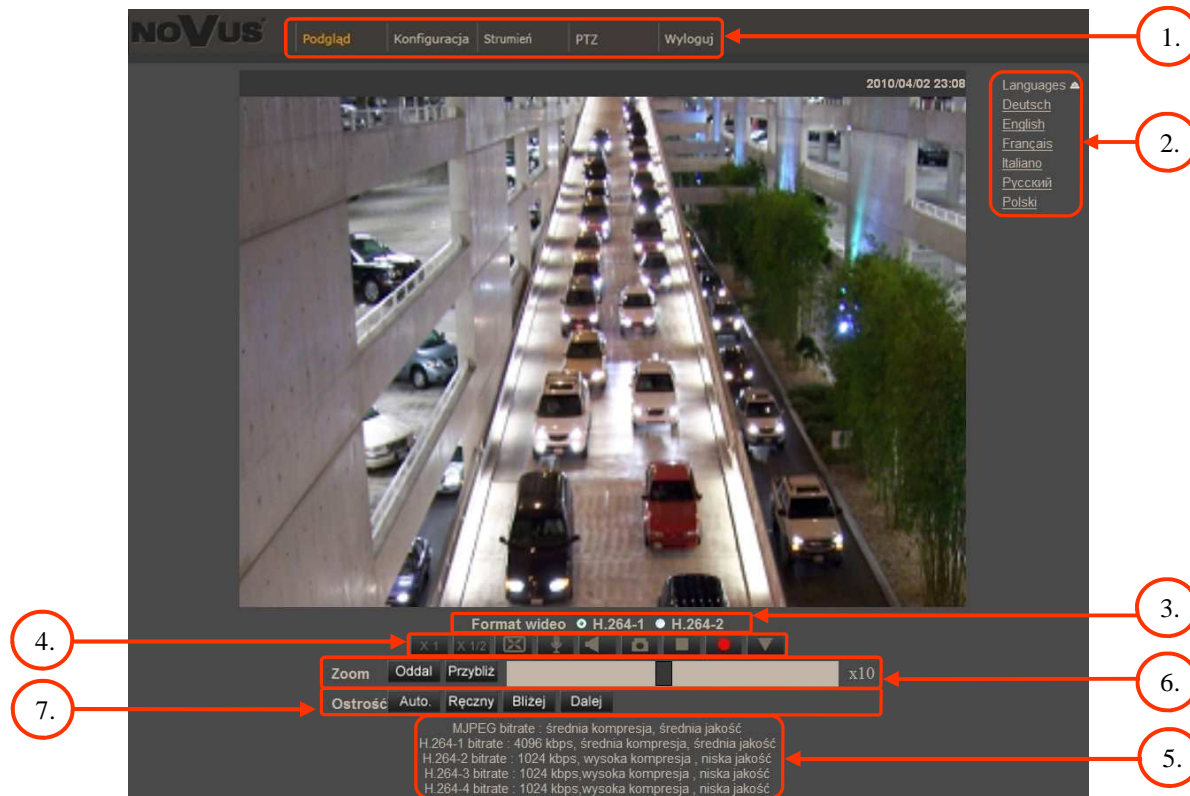 NOVUS
Podgląd Konfiguracja Strumień PTZ Wyloguj
1.
2010/04/02 23:08
Languages
Deutsch
English
Français
Italiano
Русский
Polski
2.
3.
Format wideo H.264-1 H.264-2
4.
X 1 X 1/2
Zoom Oddal Przybliż x10
6.
7.
Ostrość Auto. Ręczny Bliżej Dalej
MJPEG bitrate : średnia kompresja, średnia jakość
H.264-1 bitrate : 4096 kbps, średnia kompresja, średnia jakość
H.264-2 bitrate : 1024 kbps, wysoka kompresja , niska jakość
H.264-3 bitrate : 1024 kbps,wysoka kompresja , niska jakość
H.264-4 bitrate : 1024 kbps,wysoka kompresja , niska jakość
5.